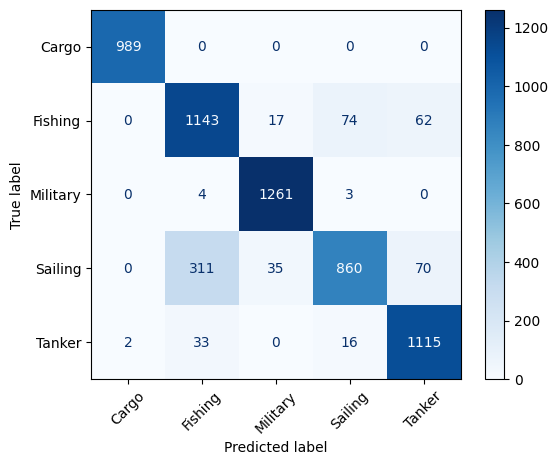 Cargo 989 0 0 0 0
Fishing 0 1143 17 74 62
Military 0 4 1261 3 0
Sailing 0 311 35 860 70
Tanker 2 33 0 16 1115
Cargo Fishing Military Sailing Tanker
Predicted label
True label
1200
1000
800
600
400
200
0